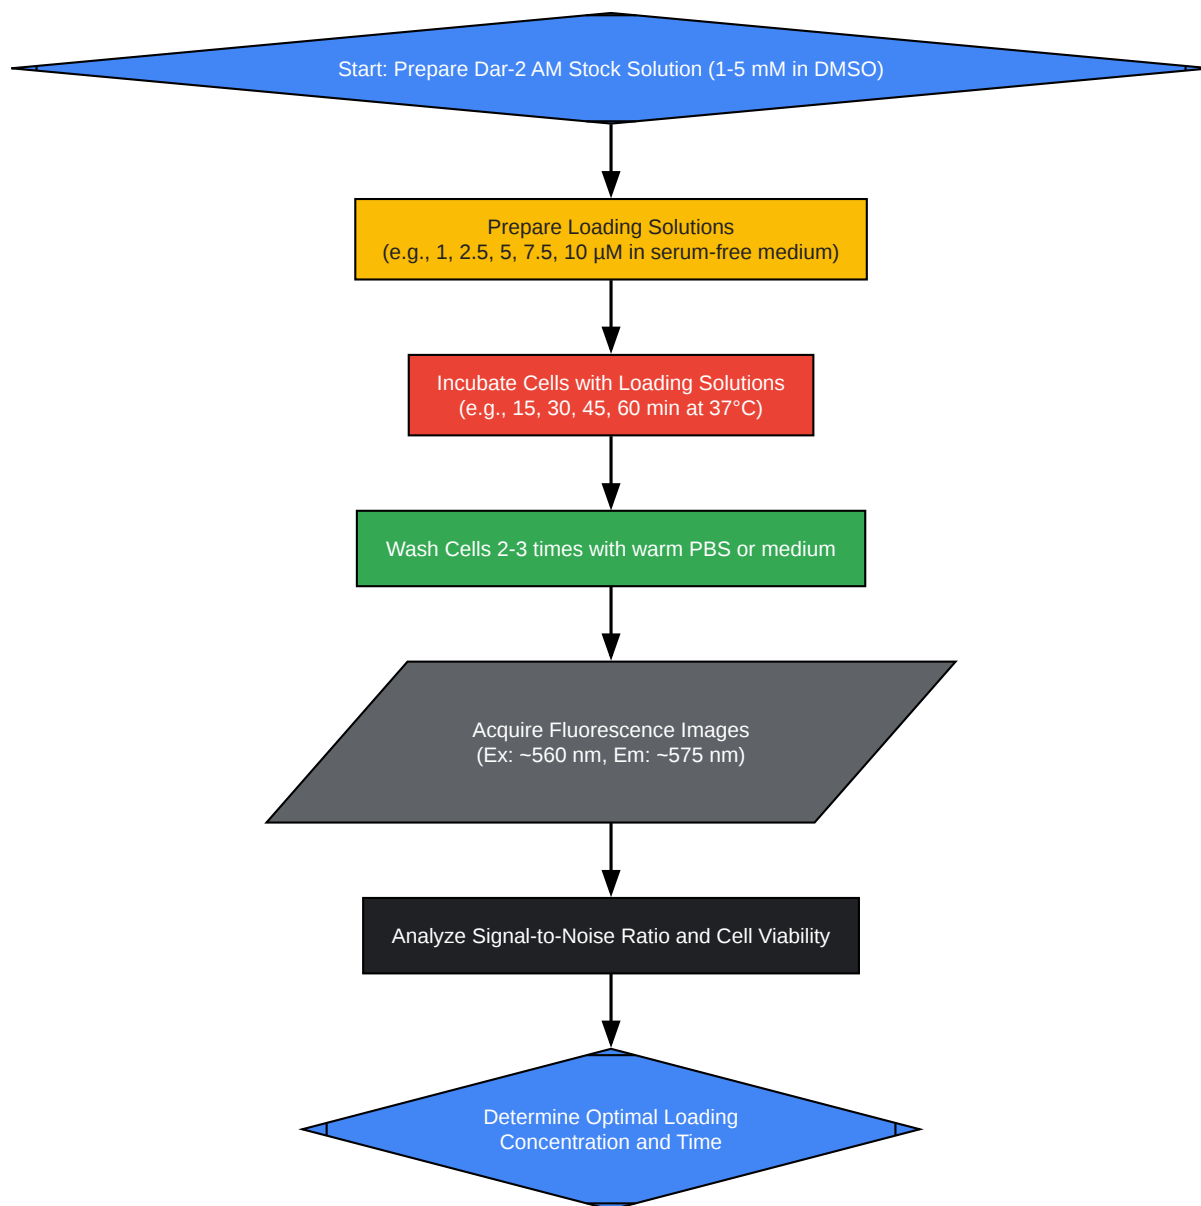 Start: Prepare Dar-2 AM Stock Solution (1-5 mM in DMSO)
Prepare Loading Solutions
(e.g., 1, 2.5, 5, 7.5, 10 µM in serum-free medium)
Incubate Cells with Loading Solutions
(e.g., 15, 30, 45, 60 min at 37°C)
Wash Cells 2-3 times with warm PBS or medium
Acquire Fluorescence Images
(Ex: ~560 nm, Em: ~575 nm)
Analyze Signal-to-Noise Ratio and Cell Viability
Determine Optimal Loading
Concentration and Time